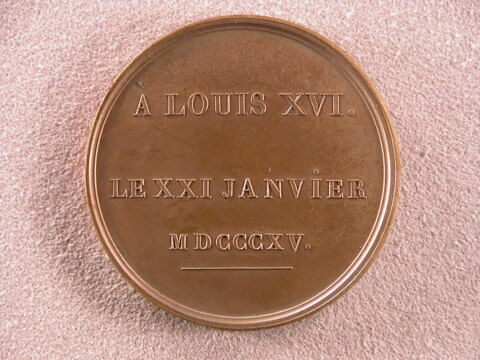 À LOUIS XVI.
LE XXI JANVIER
MDCCCXV.